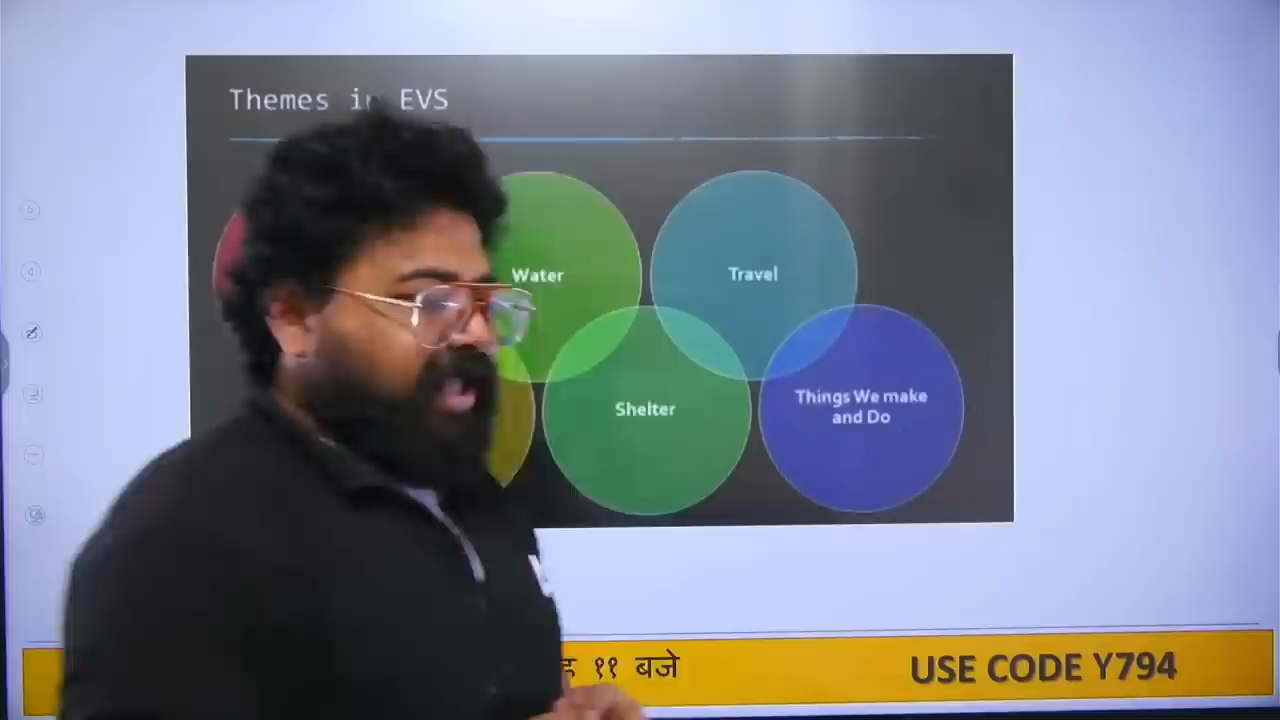 Themes in EVS
Water
Travel
Shelter
Things We make
and Do
११ बजे
USE CODE Y794